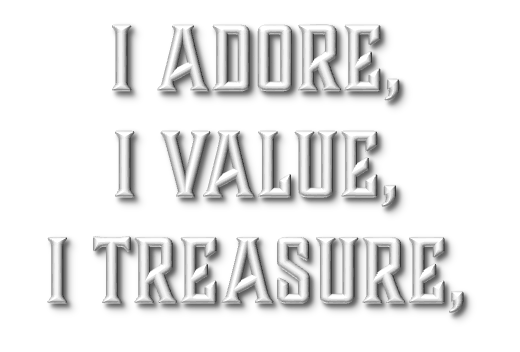 I ADORE,
I VALUE,
I TREASURE,